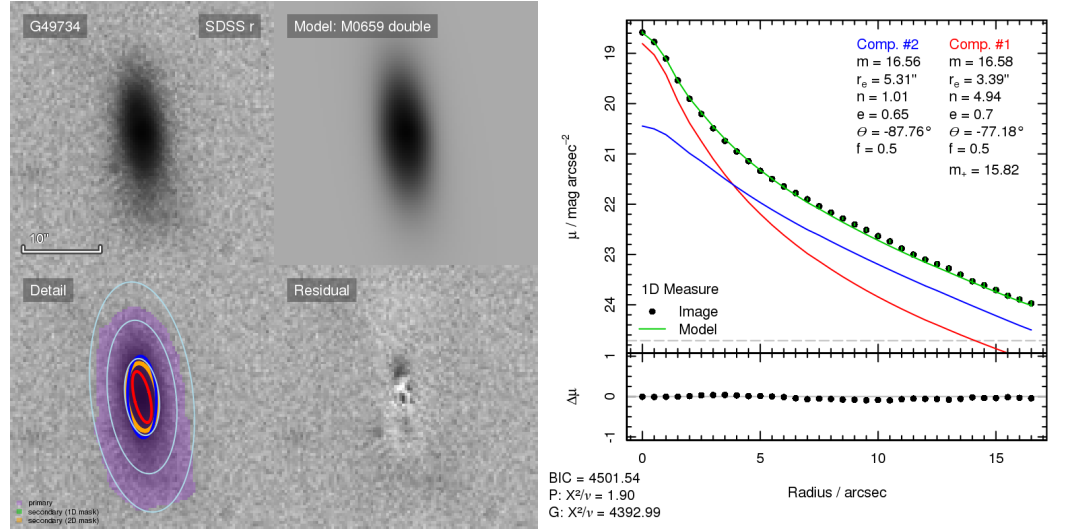 G49734
SDSS r
Model: M0659 double
10"
Detail
Residual
primary
secondary (1D mask)
secondary (2D mask)
μ / mag arcsec⁻²
19
20
21
22
23
24
Comp. #2 Comp. #1
m = 16.56 m = 16.58
rₑ = 5.31" rₑ = 3.39"
n = 1.01 n = 4.94
e = 0.65 e = 0.7
Θ = -87.76° Θ = -77.18°
f = 0.5 f = 0.5
m₊ = 15.82
1D Measure
Image
Model
Δμ
1
0
-1
0 5 10 15
Radius / arcsec
BIC = 4501.54
P: X²/ν = 1.90
G: X²/ν = 4392.99